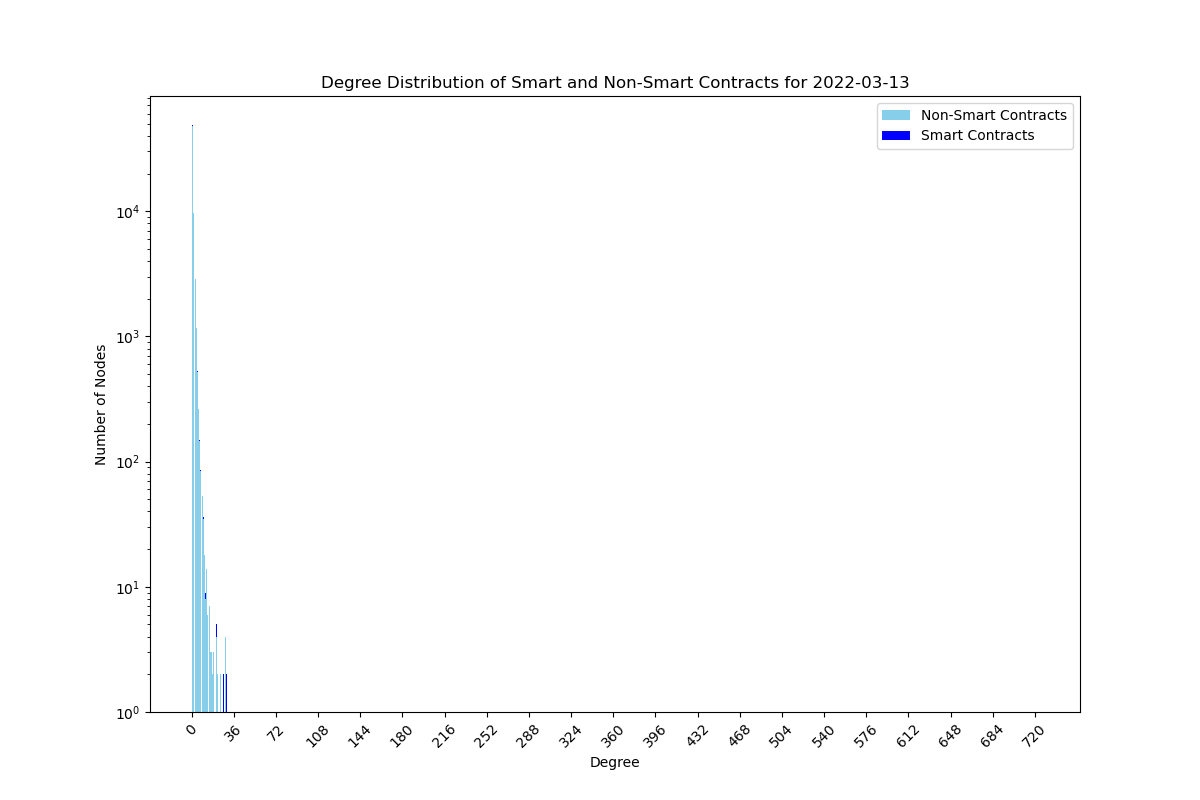 Degree Distribution of Smart and Non-Smart Contracts for 2022-03-13
Non-Smart Contracts
Smart Contracts
Number of Nodes
10^4
10^3
10^2
10^1
10^0
0 36 72 108 144 180 216 252 288 324 360 396 432 468 504 540 576 612 648 684 720
Degree